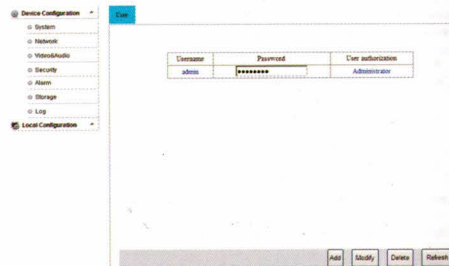 Device Configuration
System
Network
Video&Audio
Security
Alarm
Storage
Log
Local Configuration
User
Username Password User authorization
admin ●●●●●●●● Administrator
Add Modify Delete Refresh